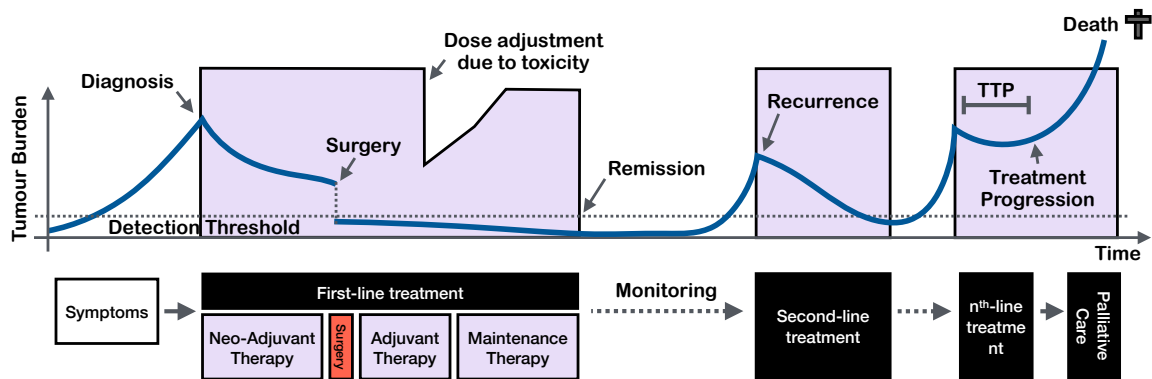 Death
Dose adjustment
due to toxicity
Diagnosis
TTP
Recurrence
Surgery
Remission
Treatment
Progression
Tumour Burden
Detection Threshold
Time
Symptoms
First-line treatment
Neo-Adjuvant
Therapy
Surgery
Adjuvant
Therapy
Maintenance
Therapy
Monitoring
Second-line
treatment
nth-line
treatme
nt
Palliative
Care